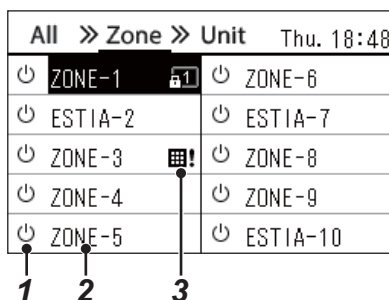 All » Zone » Unit Thu. 18:48
ZONE-1 1 ZONE-6
ESTIA-2 ESTIA-7
ZONE-3 ! ZONE-8
ZONE-4 ZONE-9
ZONE-5 ESTIA-10
1 2 3